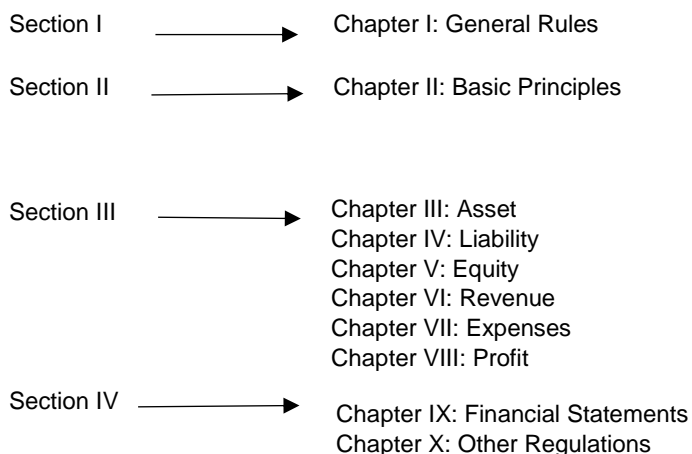 Section I Chapter I: General Rules
Section II Chapter II: Basic Principles
Section III Chapter III: Asset
Chapter IV: Liability
Chapter V: Equity
Chapter VI: Revenue
Chapter VII: Expenses
Chapter VIII: Profit
Section IV Chapter IX: Financial Statements
Chapter X: Other Regulations